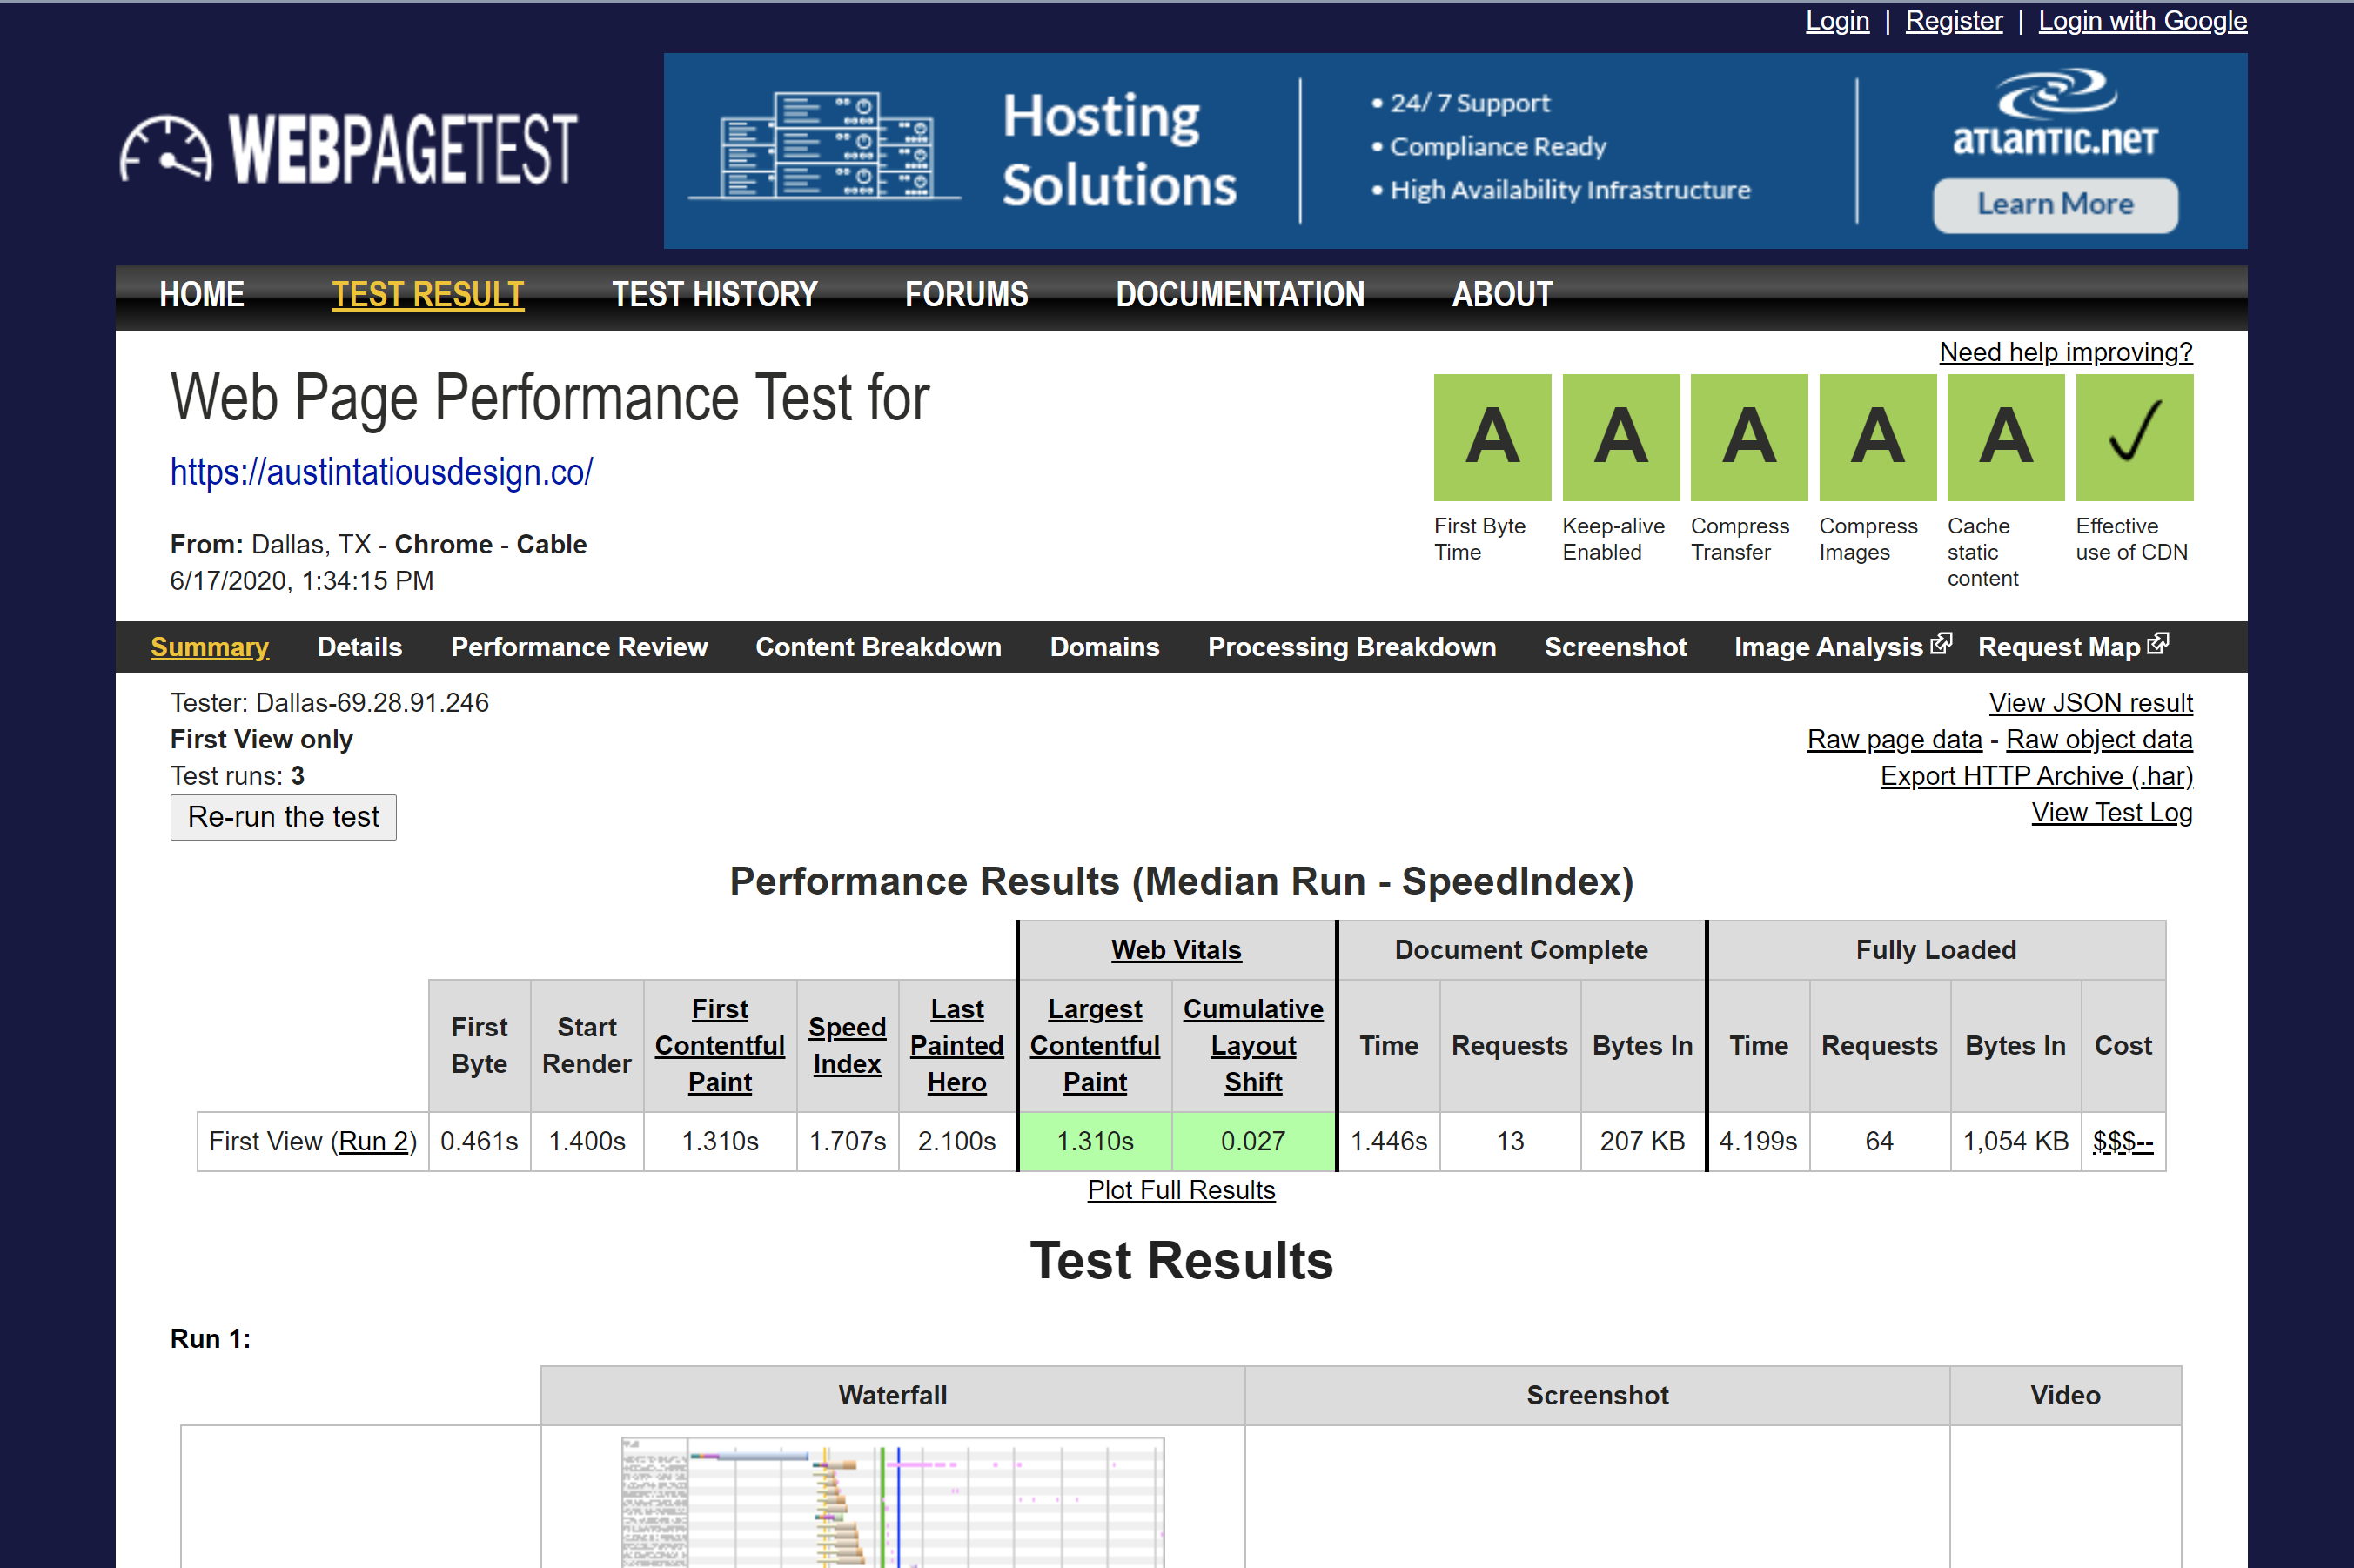 Login | Register | Login with Google
WEBPAGETEST
Hosting
Solutions
• 24/ 7 Support
• Compliance Ready
• High Availability Infrastructure
atlantic.net
Learn More
HOME TEST RESULT TEST HISTORY FORUMS DOCUMENTATION ABOUT
Need help improving?
Web Page Performance Test for
https://austintatiousdesign.co/
From: Dallas, TX - Chrome - Cable
6/17/2020, 1:34:15 PM
A A A A A ✓
First Byte Time
Keep-alive Enabled
Compress Transfer
Compress Images
Cache static content
Effective use of CDN
Summary Details Performance Review Content Breakdown Domains Processing Breakdown Screenshot Image Analysis Request Map
Tester: Dallas-69.28.91.246
First View only
Test runs: 3
Re-run the test
View JSON result
Raw page data - Raw object data
Export HTTP Archive (.har)
View Test Log
Performance Results (Median Run - SpeedIndex)
Web Vitals Document Complete Fully Loaded
First Byte Start Render First Contentful Paint Speed Index Last Painted Hero Largest Contentful Paint Cumulative Layout Shift Time Requests Bytes In Time Requests Bytes In Cost
First View (Run 2) 0.461s 1.400s 1.310s 1.707s 2.100s 1.310s 0.027 1.446s 13 207 KB 4.199s 64 1,054 KB $$$--
Plot Full Results
Test Results
Run 1:
Waterfall Screenshot Video